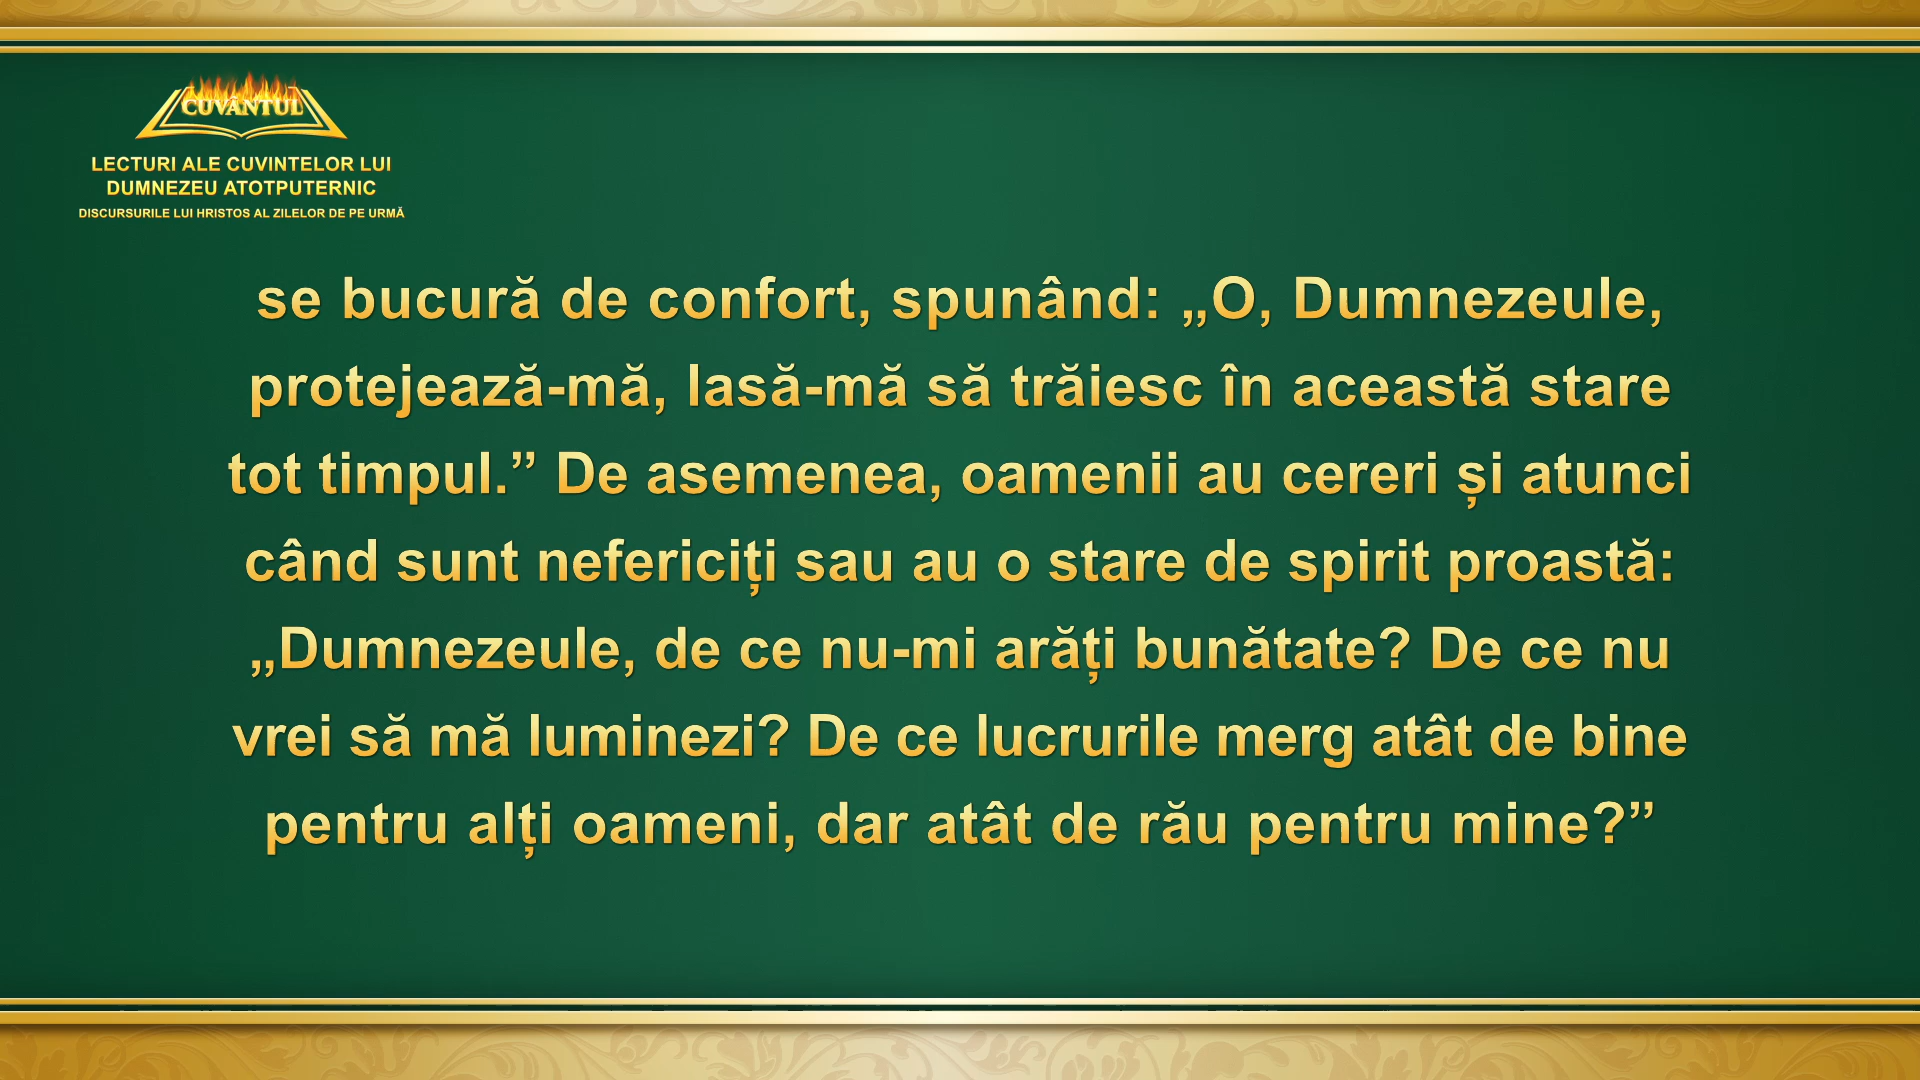 CUVÂNTUL
LECTURI ALE CUVINTELOR LUI
DUMNEZEU ATOTPUTERNIC
DISCURSURILE LUI HRISTOS AL ZILELOR DE PE URMĂ
se bucură de confort, spunând: „O, Dumnezeule,
protejează-mă, lasă-mă să trăiesc în această stare
tot timpul.” De asemenea, oamenii au cereri și atunci
când sunt nefericiți sau au o stare de spirit proastă:
„Dumnezeule, de ce nu-mi arăți bunătate? De ce nu
vrei să mă luminezi? De ce lucrurile merg atât de bine
pentru alți oameni, dar atât de rău pentru mine?”